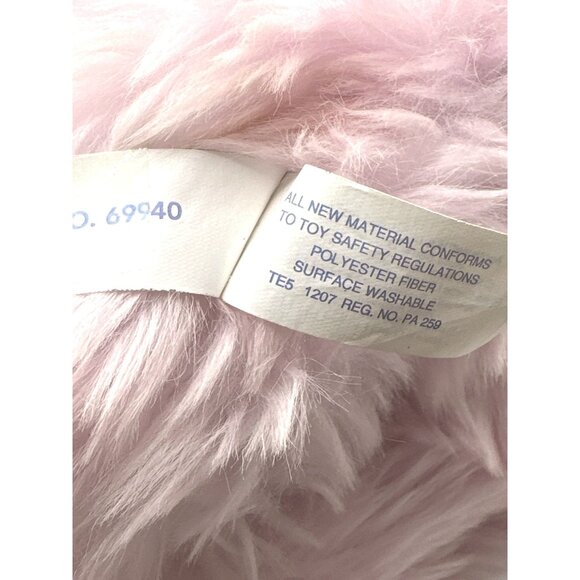 O. 69940
ALL NEW MATERIAL CONFORMS
TO TOY SAFETY REGULATIONS
POLYESTER FIBER
SURFACE WASHABLE
TE5 1207 REG. NO. PA 259